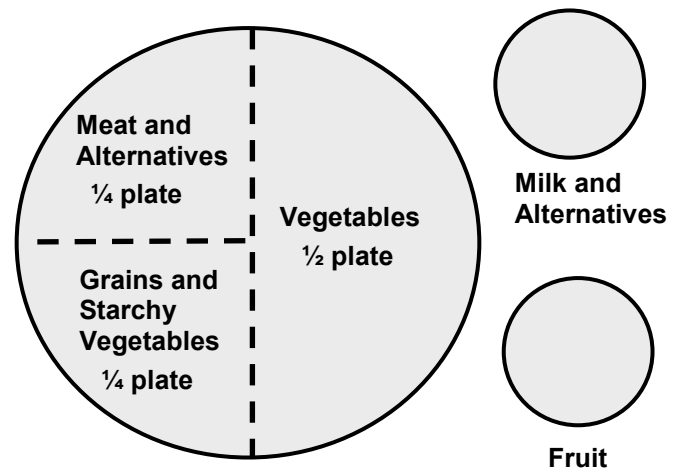 Meat and
Alternatives
¼ plate
Grains and
Starchy
Vegetables
¼ plate
Vegetables
½ plate
Milk and
Alternatives
Fruit